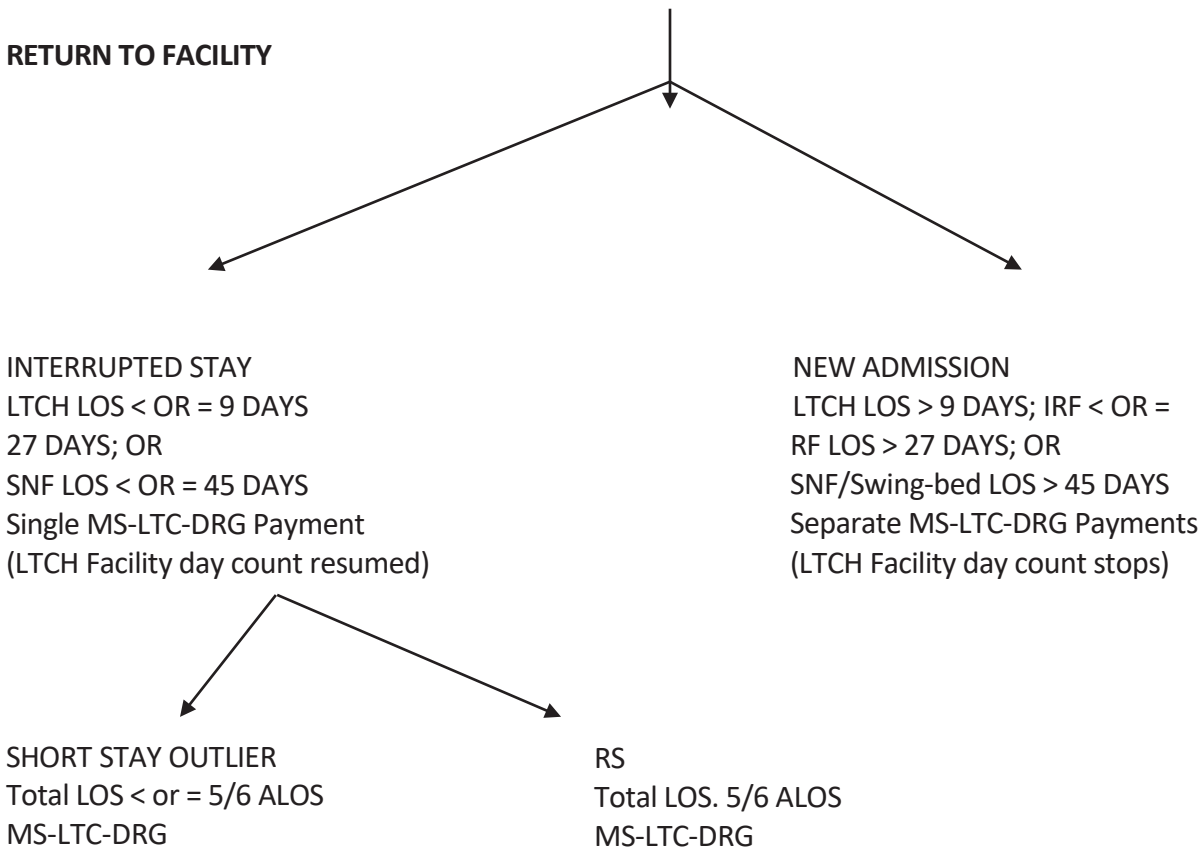 RETURN TO FACILITY
INTERRUPTED STAY
LTCH LOS < OR = 9 DAYS
27 DAYS; OR
SNF LOS < OR = 45 DAYS
Single MS-LTC-DRG Payment
(LTCH Facility day count resumed)
NEW ADMISSION
LTCH LOS > 9 DAYS; IRF < OR =
RF LOS > 27 DAYS; OR
SNF/Swing-bed LOS > 45 DAYS
Separate MS-LTC-DRG Payments
(LTCH Facility day count stops)
SHORT STAY OUTLIER
Total LOS < or = 5/6 ALOS
MS-LTC-DRG
RS
Total LOS. 5/6 ALOS
MS-LTC-DRG